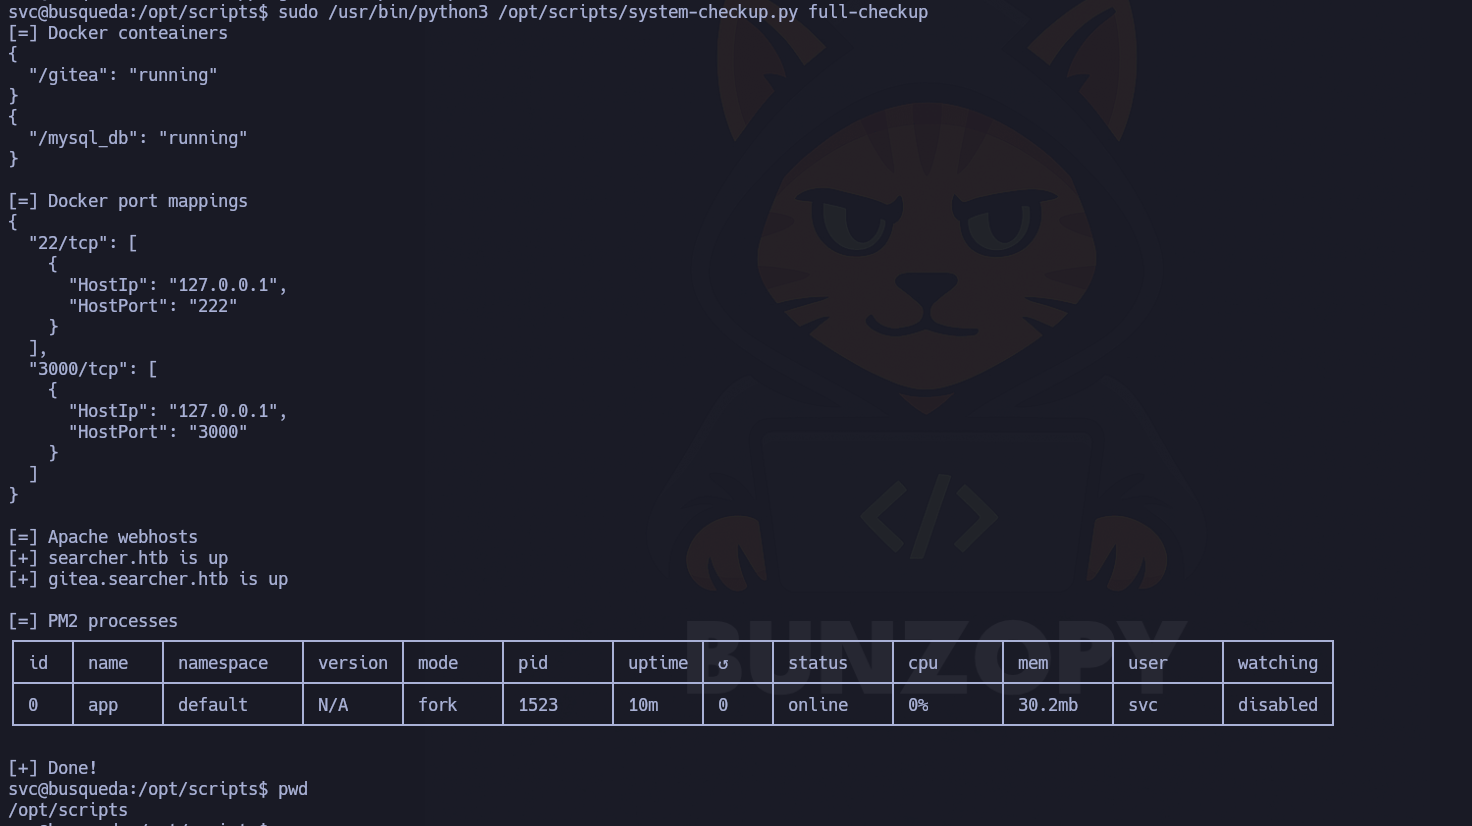 svc@busqueda:/opt/scripts$ sudo /usr/bin/python3 /opt/scripts/system-checkup.py full-checkup
[=] Docker conteainers
{
  "/gitea": "running"
}
{
  "/mysql_db": "running"
}
[=] Docker port mappings
{
  "22/tcp": [
    {
      "HostIp": "127.0.0.1",
      "HostPort": "222"
    }
  ],
  "3000/tcp": [
    {
      "HostIp": "127.0.0.1",
      "HostPort": "3000"
    }
  ]
}
</>
[=] Apache webhosts
[+] searcher.htb is up
[+] gitea.searcher.htb is up
[=] PM2 processes
BUNZOPY
id name namespace version mode pid uptime ↺ status cpu mem user watching
0 app default N/A fork 1523 10m 0 online 0% 30.2mb svc disabled
[+] Done!
svc@busqueda:/opt/scripts$ pwd
/opt/scripts